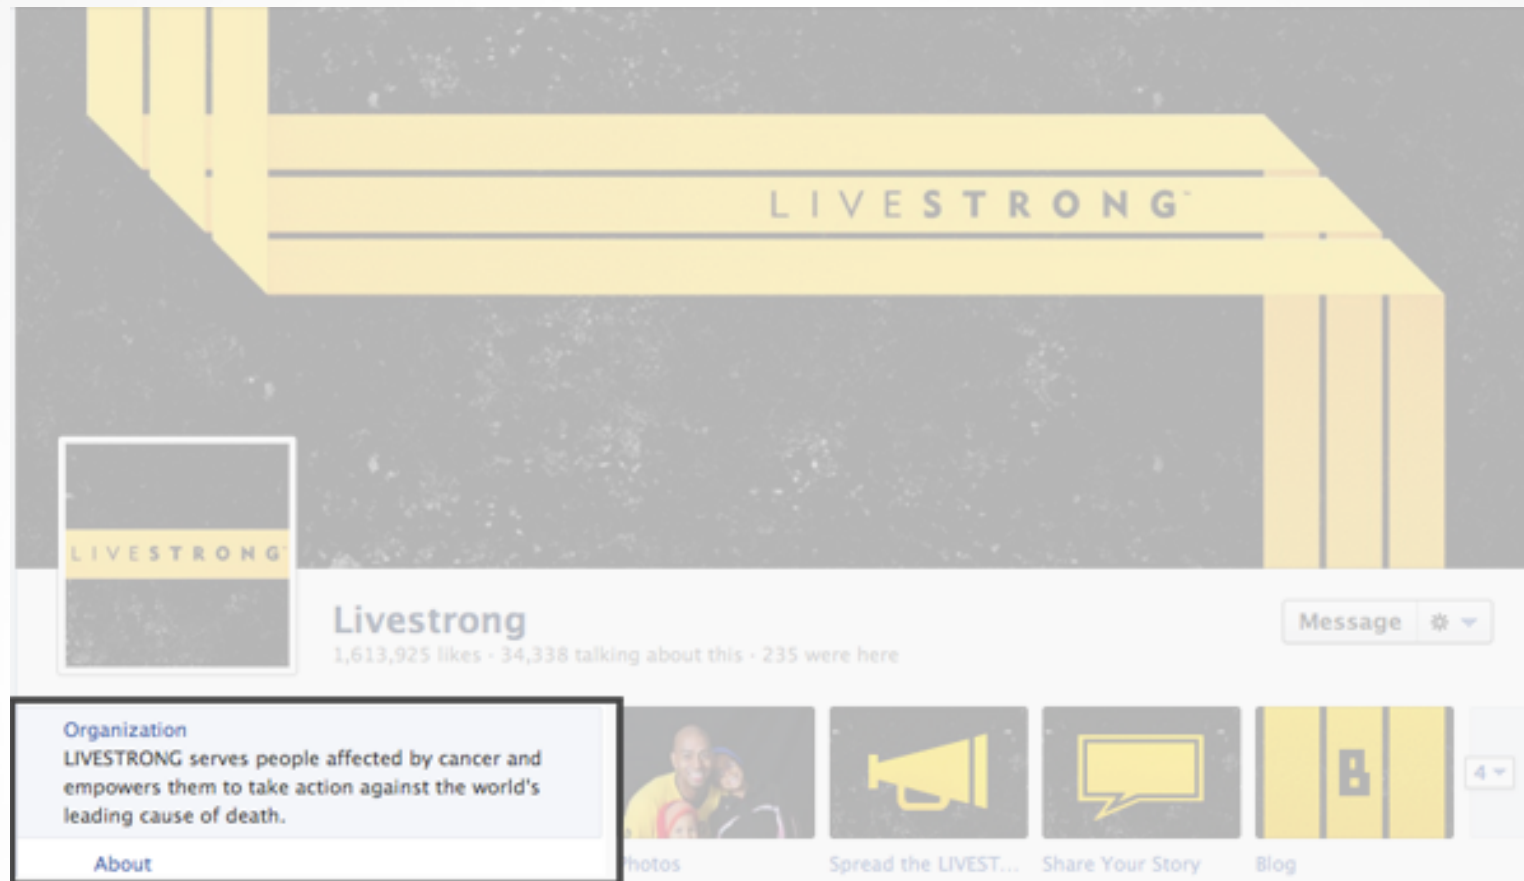 LIVESTRONG™
LIVESTRONG
Livestrong
Message
1,613,925 likes · 34,338 talking about this · 235 were here
Organization
LIVESTRONG serves people affected by cancer and
empowers them to take action against the world's
leading cause of death.
B
4
About
Photos
Spread the LIVEST...
Share Your Story
Blog